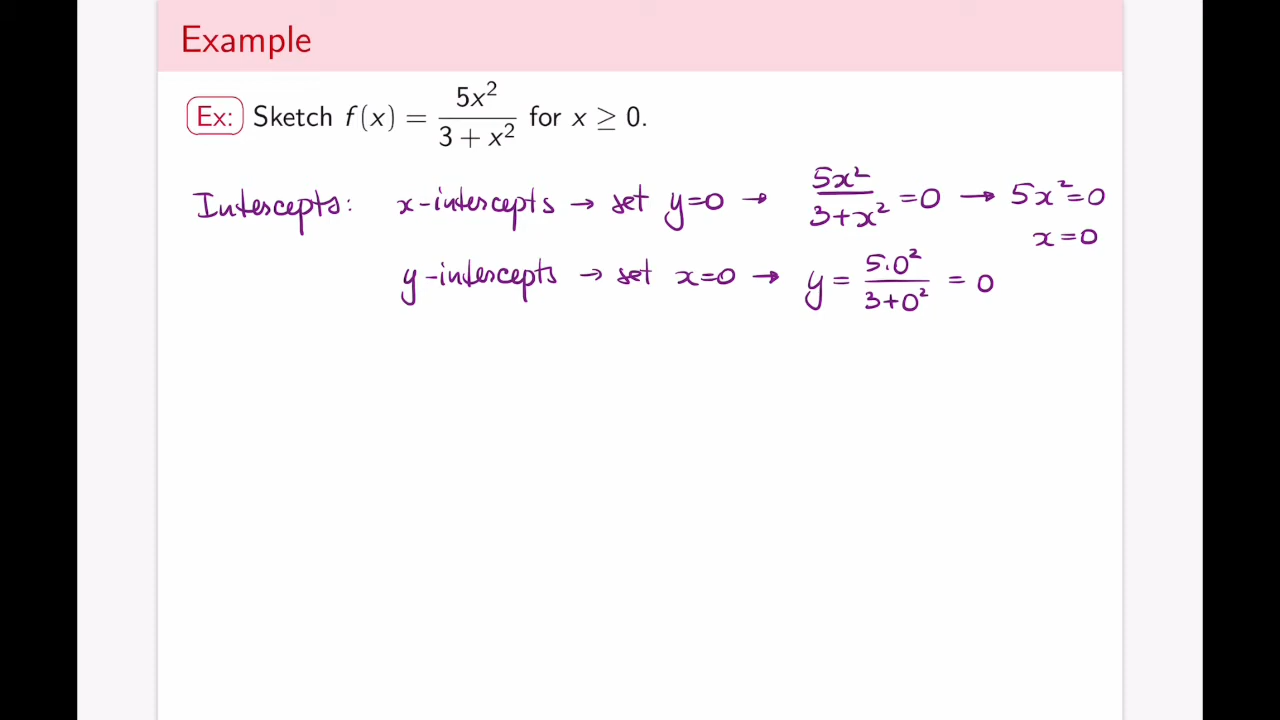 Example
Ex: Sketch f(x) = 5x²/(3 + x²) for x ≥ 0.
Intercepts: x-intercepts → set y=0 → 5x²/(3+x²) = 0 → 5x²=0
x=0
y-intercepts → set x=0 → y = 5·0²/(3+0²) = 0